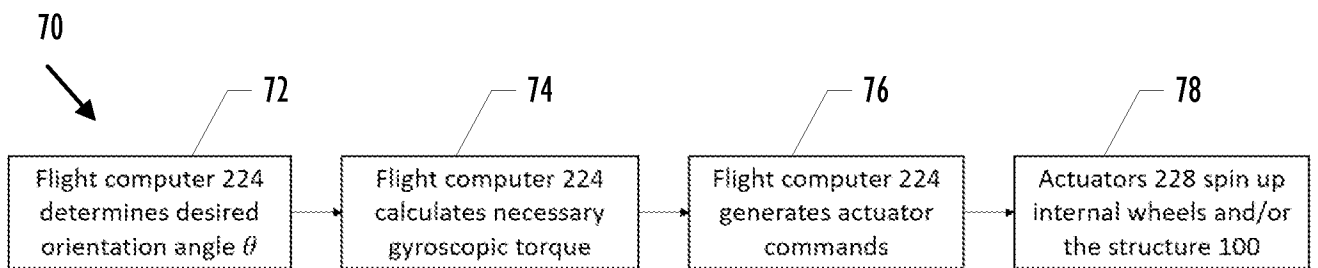 70
72
74
76
78
Flight computer 224
determines desired
orientation angle θ
Flight computer 224
calculates necessary
gyroscopic torque
Flight computer 224
generates actuator
commands
Actuators 228 spin up
internal wheels and/or
the structure 100